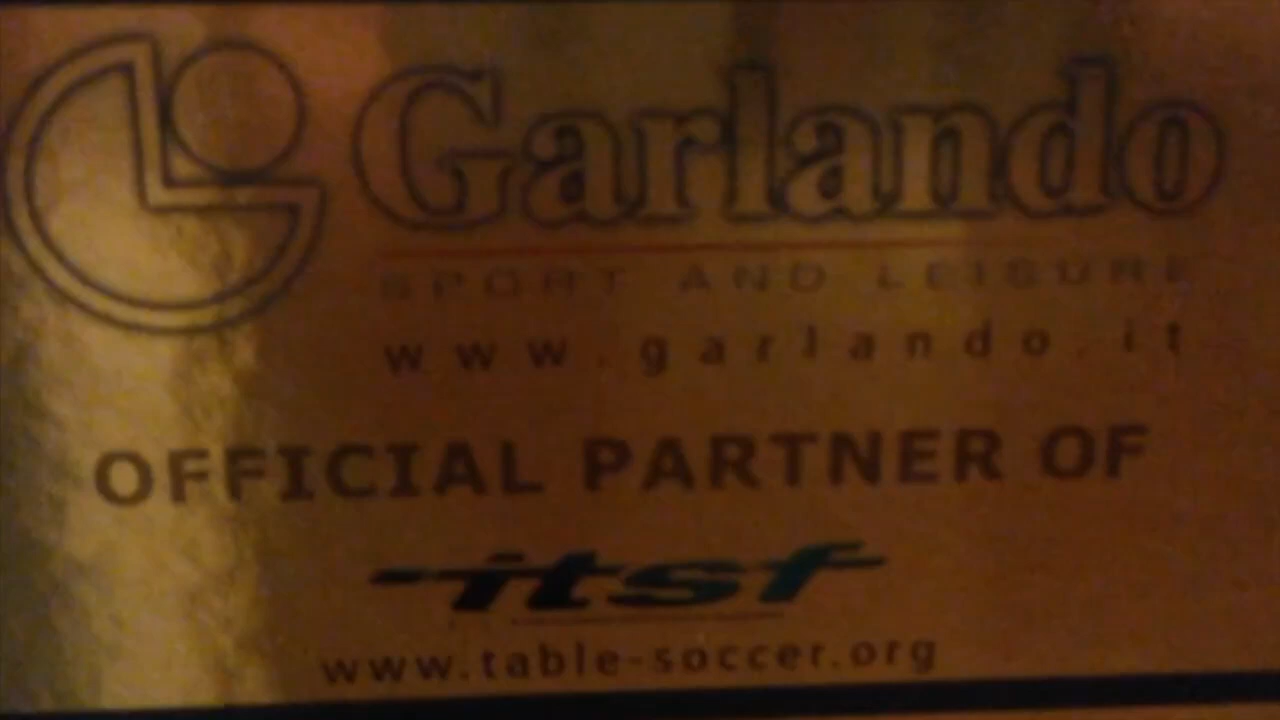 Garlando
SPORT AND LEISURE
www.garlando.it
OFFICIAL PARTNER OF
itsf
www.table-soccer.org